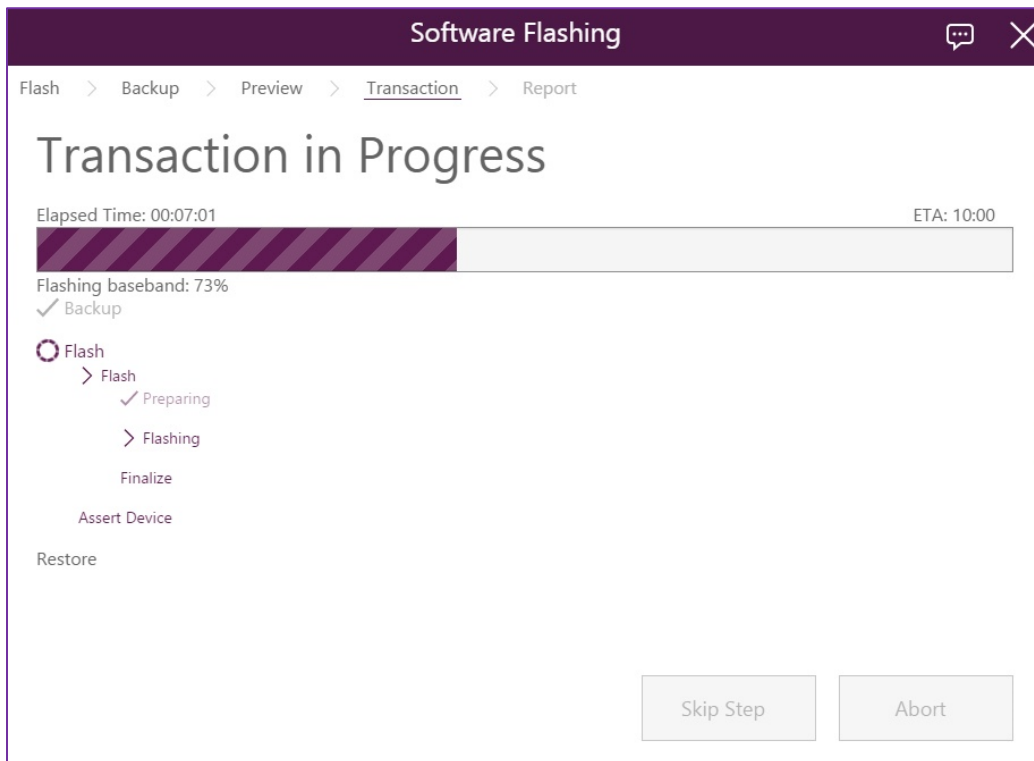 Software Flashing
Flash Backup Preview Transaction Report
Transaction in Progress
Elapsed Time: 00:07:01 ETA: 10:00
Flashing baseband: 73%
Backup
Flash
Flash
Preparing
Flashing
Finalize
Assert Device
Restore
Skip Step Abort